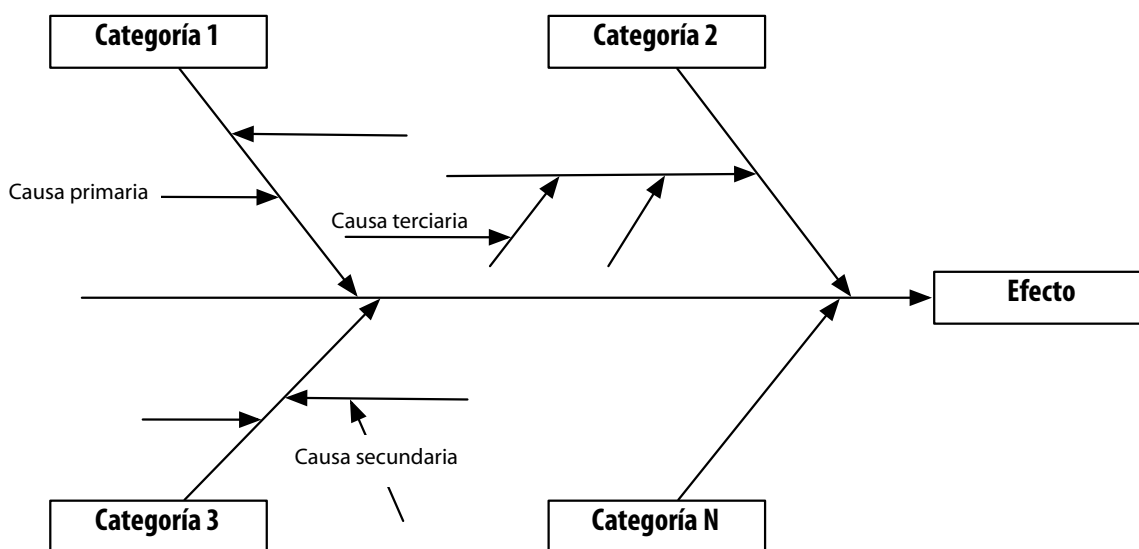 Categoría 1
Categoría 2
Causa primaria
Causa terciaria
Efecto
Causa secundaria
Categoría 3
Categoría N